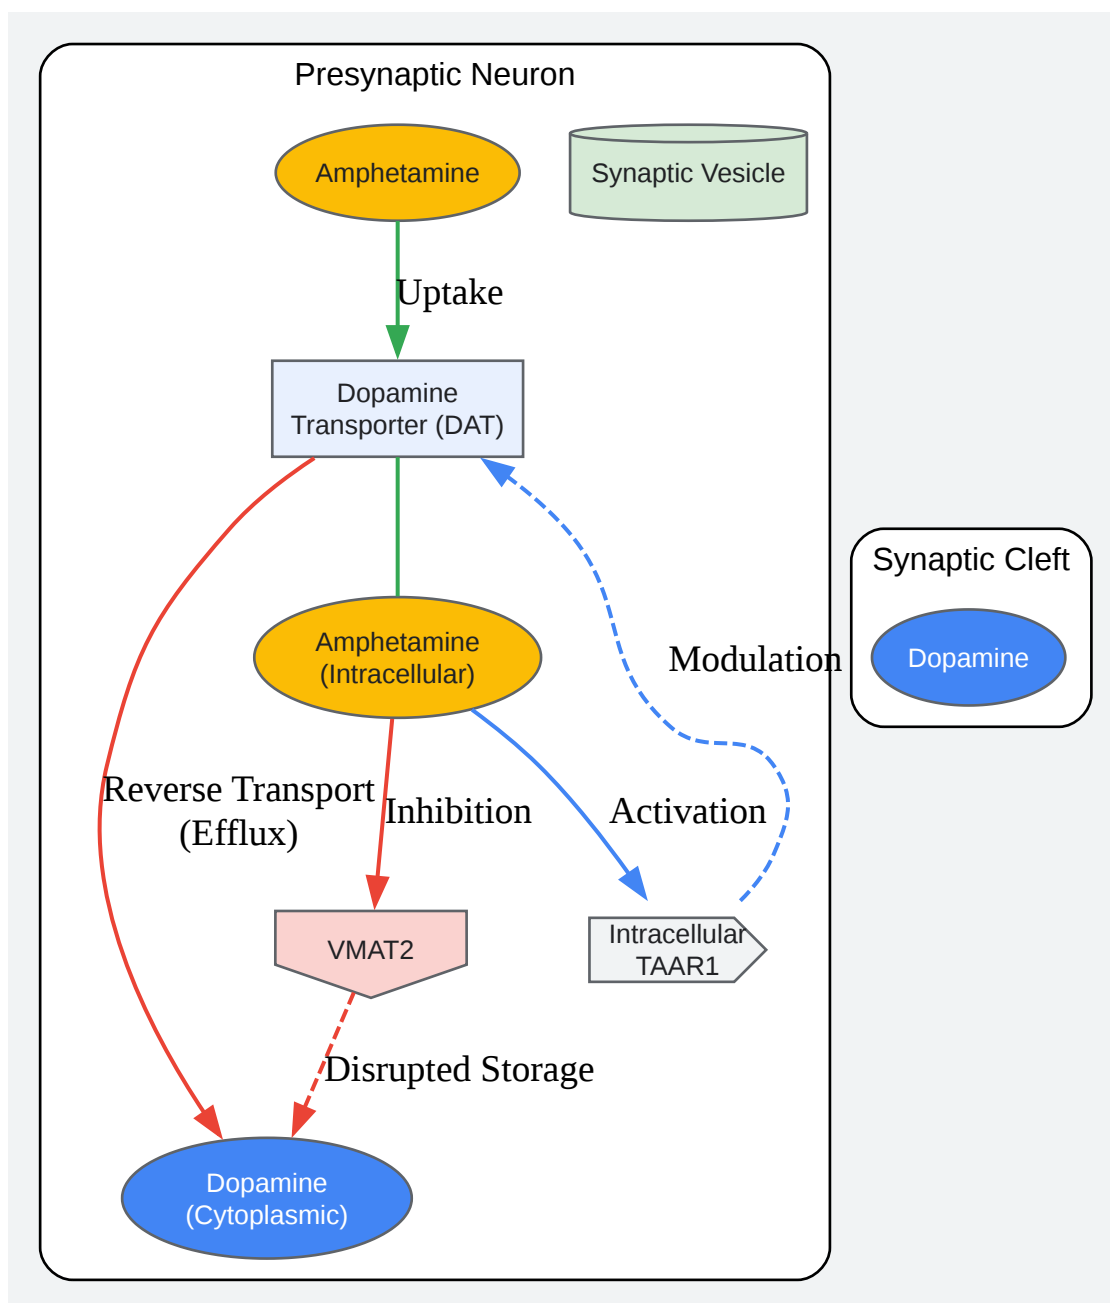 Presynaptic Neuron
Amphetamine
Synaptic Vesicle
Uptake
Dopamine
Transporter (DAT)
Synaptic Cleft
Dopamine
Amphetamine
(Intracellular)
Modulation
Reverse Transport
(Efflux)
Inhibition
Activation
VMAT2
Intracellular
TAAR1
Disrupted Storage
Dopamine
(Cytoplasmic)